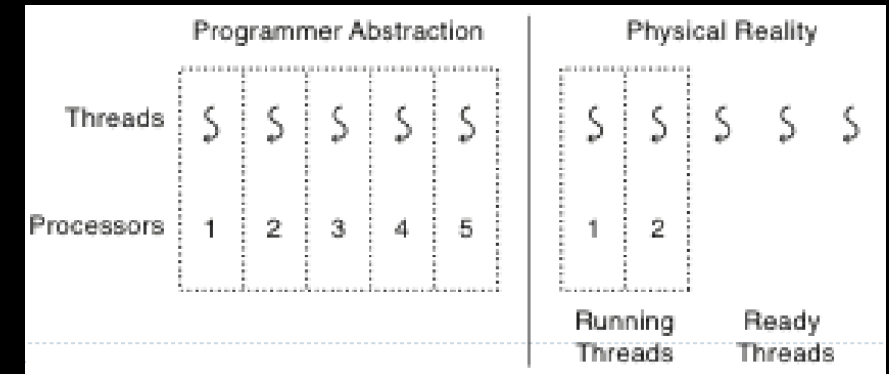 Programmer Abstraction
Physical Reality
Threads
Processors 1 2 3 4 5
1 2
Running Threads
Ready Threads